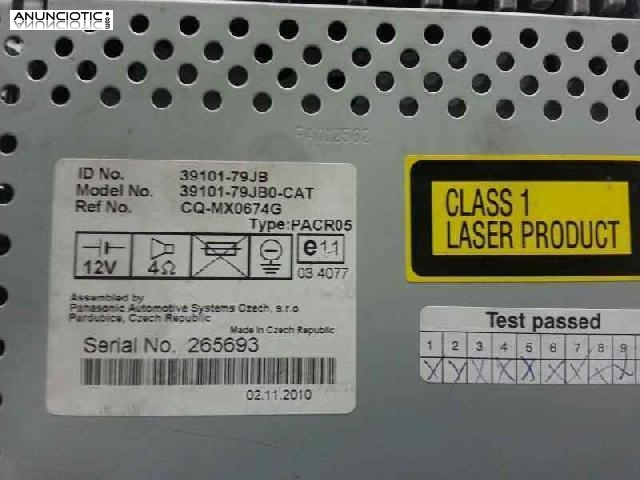 ANUNCIOTIC.com
PA0N2562
ID No. 39101-79JB
Model No. 39101-79JB0-CAT
Ref No. CQ-MX0674G
Type:PACR05
12V 4Ω e11
03 4077
Assembled by
Panasonic Automotive Systems Czech, s.r.o
Pardubice, Czech Republic
Made in Czech Republic
Serial No. 265693
02.11.2010
CLASS 1
LASER PRODUCT
Test passed
1 2 3 4 5 6 7 8 9